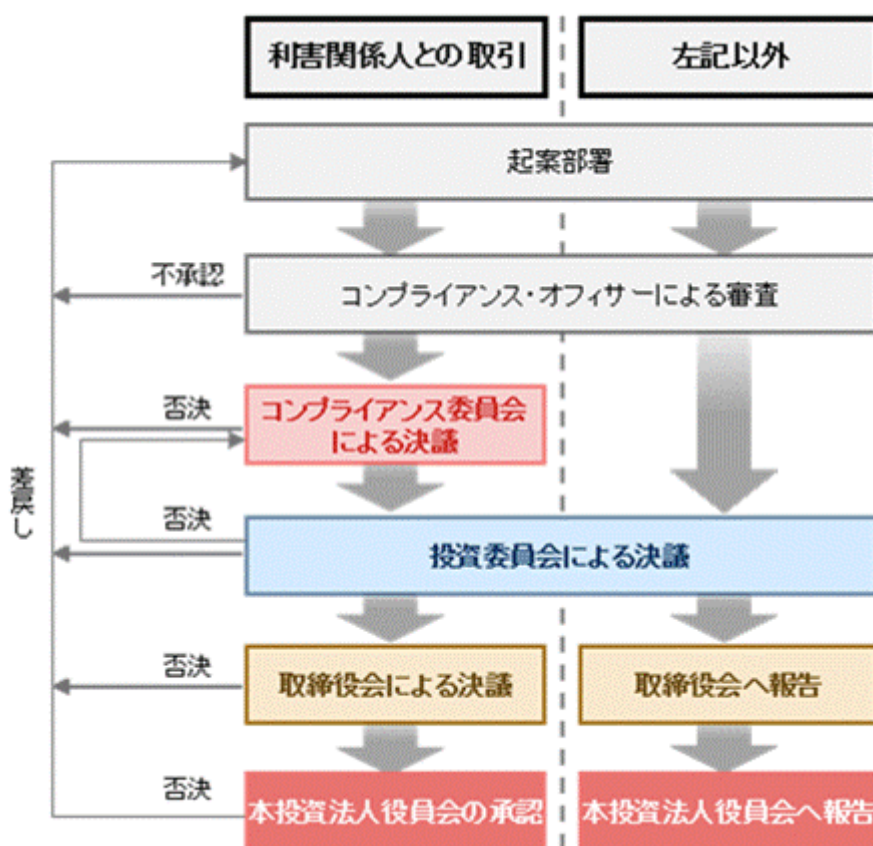 利害関係人との取引
左記以外
起案部署
不承認
コンプライアンス・オフィサーによる審査
否決
コンプライアンス委員会
による決議
差戻し
否決
投資委員会による決議
否決
取締役会による決議
取締役会へ報告
否決
本投資法人役員会の承認
本投資法人役員会へ報告